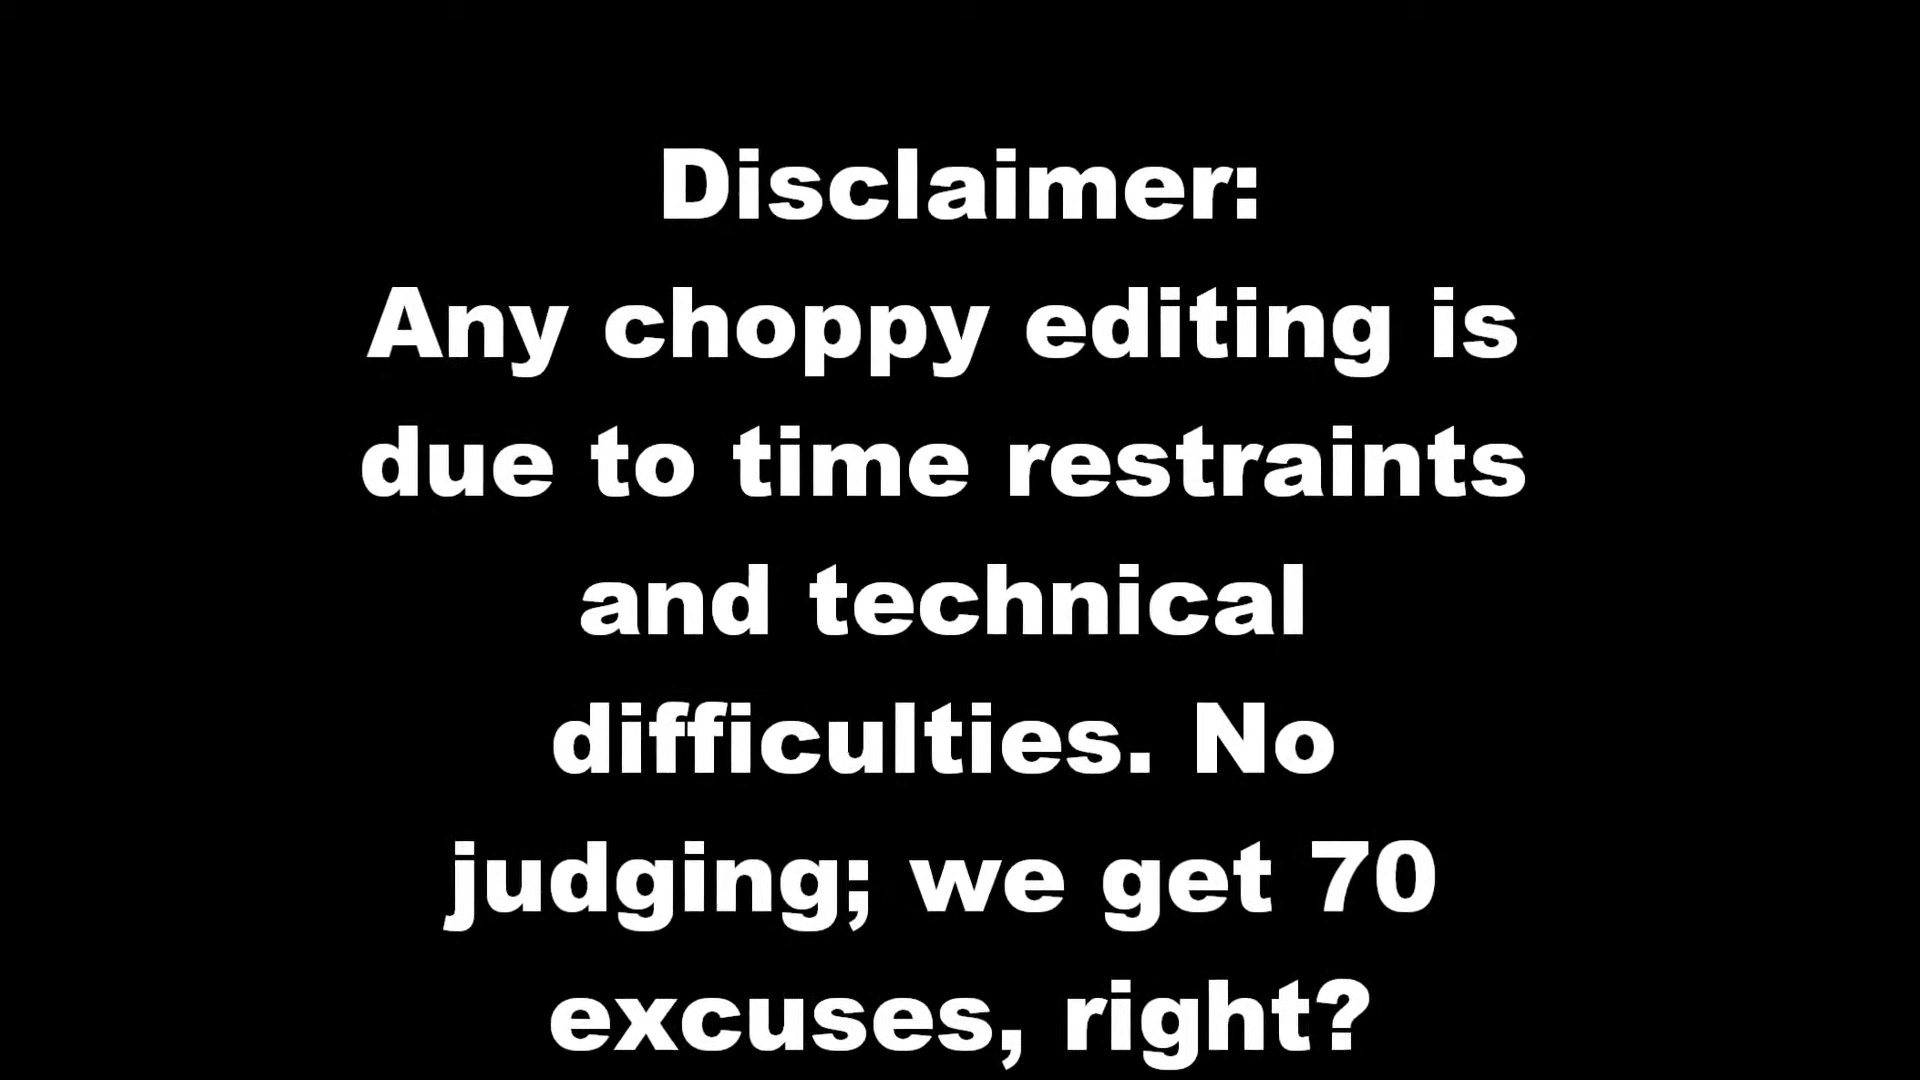 Disclaimer:
Any choppy editing is
due to time restraints
and technical
difficulties. No
judging; we get 70
excuses, right?